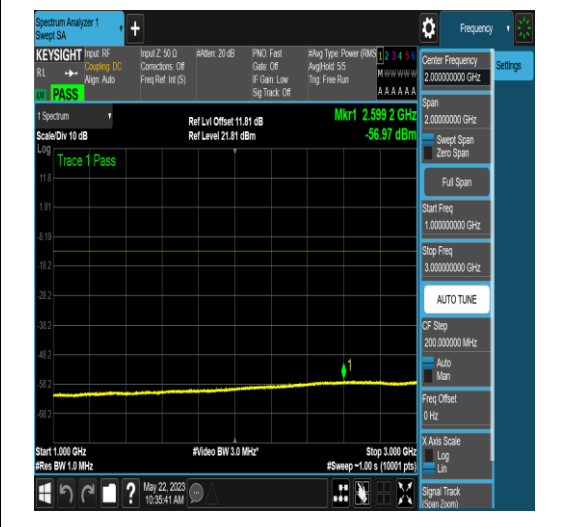 Spectrum Analyzer 1
Swept SA
+
Frequency
KEYSIGHT
RL
PASS
Input: RF
Coupling: DC
Align: Auto
Input Z: 50 Ω
Corrections: Off
Freq Ref: Int (S)
#Atten: 20 dB
PNO: Fast
Gate: Off
IF Gain: Low
Sig Track: Off
#Avg Type: Power (RMS
Avg|Hold: 5/5
Trig: Free Run
1 2 3 4 5 6
M W W W W W
A A A A A A
1 Spectrum
Scale/Div 10 dB
Ref Lvl Offset 11.81 dB
Ref Level 21.81 dBm
Mkr1 2.599 2 GHz
-56.97 dBm
Log
Trace 1 Pass
11.8
1.81
-8.19
-18.2
-28.2
-38.2
-48.2
-58.2
-68.2
1
Start 1.000 GHz
#Res BW 1.0 MHz
#Video BW 3.0 MHz*
Stop 3.000 GHz
#Sweep ~1.00 s (10001 pts)
?
May 22, 2023
10:35:41 AM
Settings
Center Frequency
2.000000000 GHz
Span
2.00000000 GHz
Swept Span
Zero Span
Full Span
Start Freq
1.000000000 GHz
Stop Freq
3.000000000 GHz
AUTO TUNE
CF Step
200.000000 MHz
Auto
Man
Freq Offset
0 Hz
X Axis Scale
Log
Lin
Signal Track
(Span Zoom)